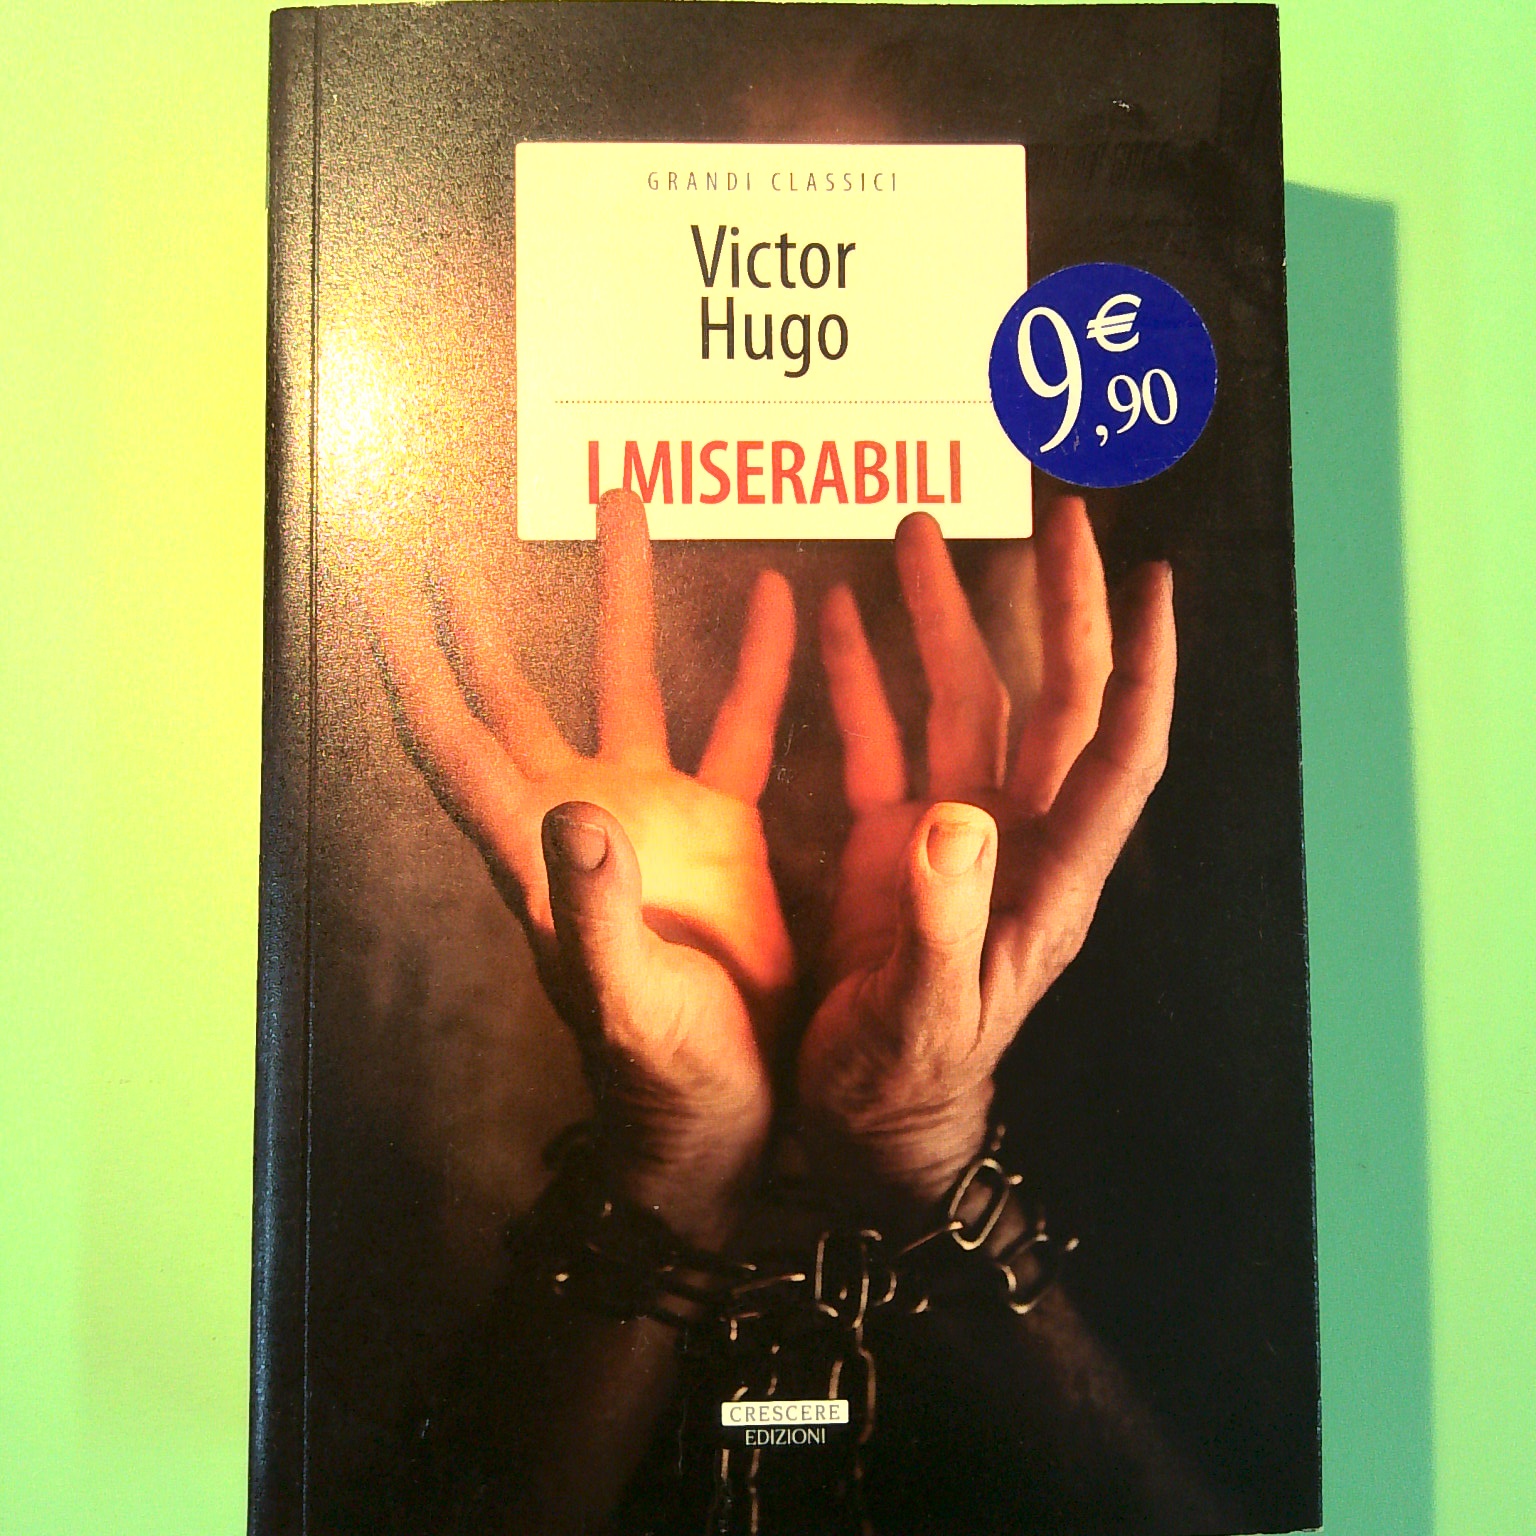 GRANDI CLASSICI
Victor
Hugo
I MISERABILI
9,90 €
CRESCERE
EDIZIONI